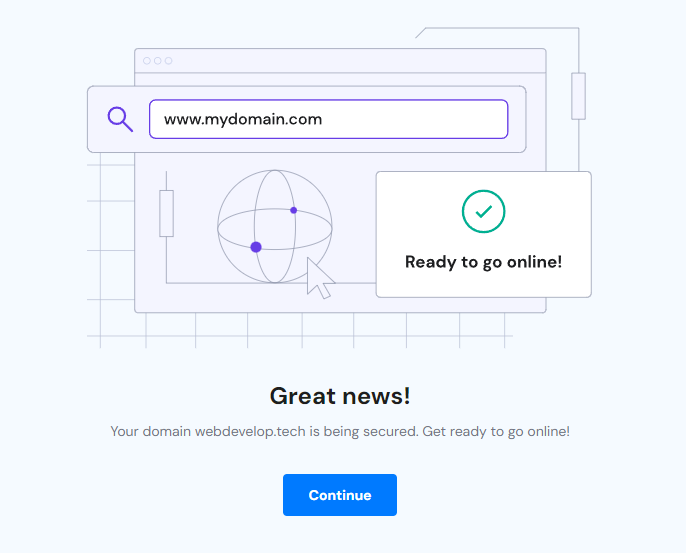 www.mydomain.com
Ready to go online!
Great news!
Your domain webdevelop.tech is being secured. Get ready to go online!
Continue